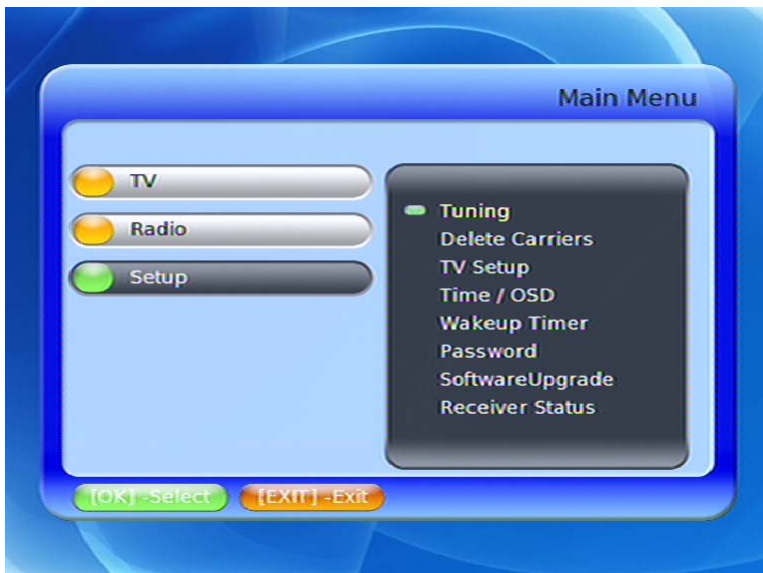 Main Menu
TV
Radio
Setup
Tuning
Delete Carriers
TV Setup
Time / OSD
Wakeup Timer
Password
SoftwareUpgrade
Receiver Status
[OK] -Select
[EXIT] -Exit